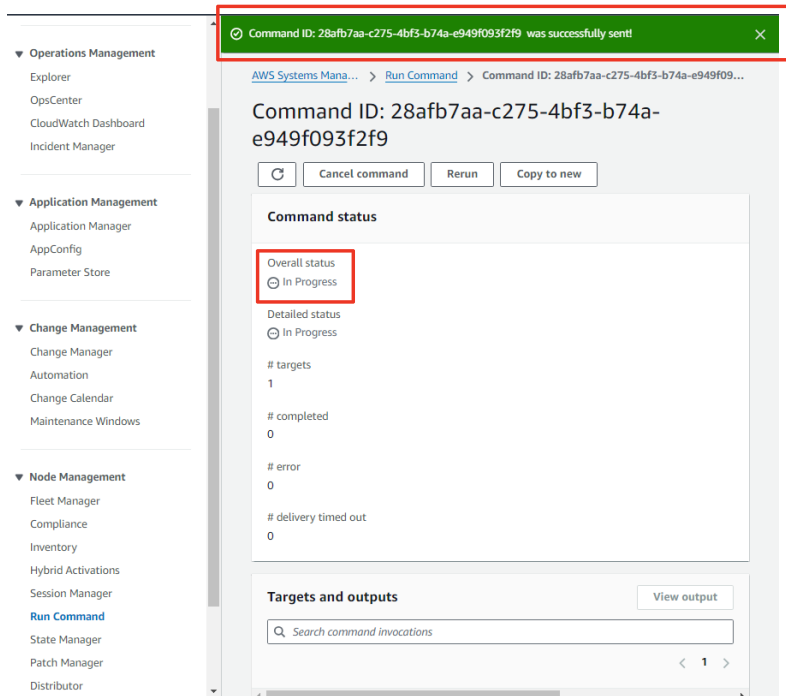 Command ID: 28afb7aa-c275-4bf3-b74a-e949f093f2f9 was successfully sent!
Operations Management
Explorer
OpsCenter
CloudWatch Dashboard
Incident Manager
Application Management
Application Manager
AppConfig
Parameter Store
Change Management
Change Manager
Automation
Change Calendar
Maintenance Windows
Node Management
Fleet Manager
Compliance
Inventory
Hybrid Activations
Session Manager
Run Command
State Manager
Patch Manager
Distributor
AWS Systems Mana... > Run Command > Command ID: 28afb7aa-c275-4bf3-b74a-e949f09...
Command ID: 28afb7aa-c275-4bf3-b74a-
e949f093f2f9
Cancel command Rerun Copy to new
Command status
Overall status
In Progress
Detailed status
In Progress
# targets
1
# completed
0
# error
0
# delivery timed out
0
Targets and outputs View output
Search command invocations
< 1 >